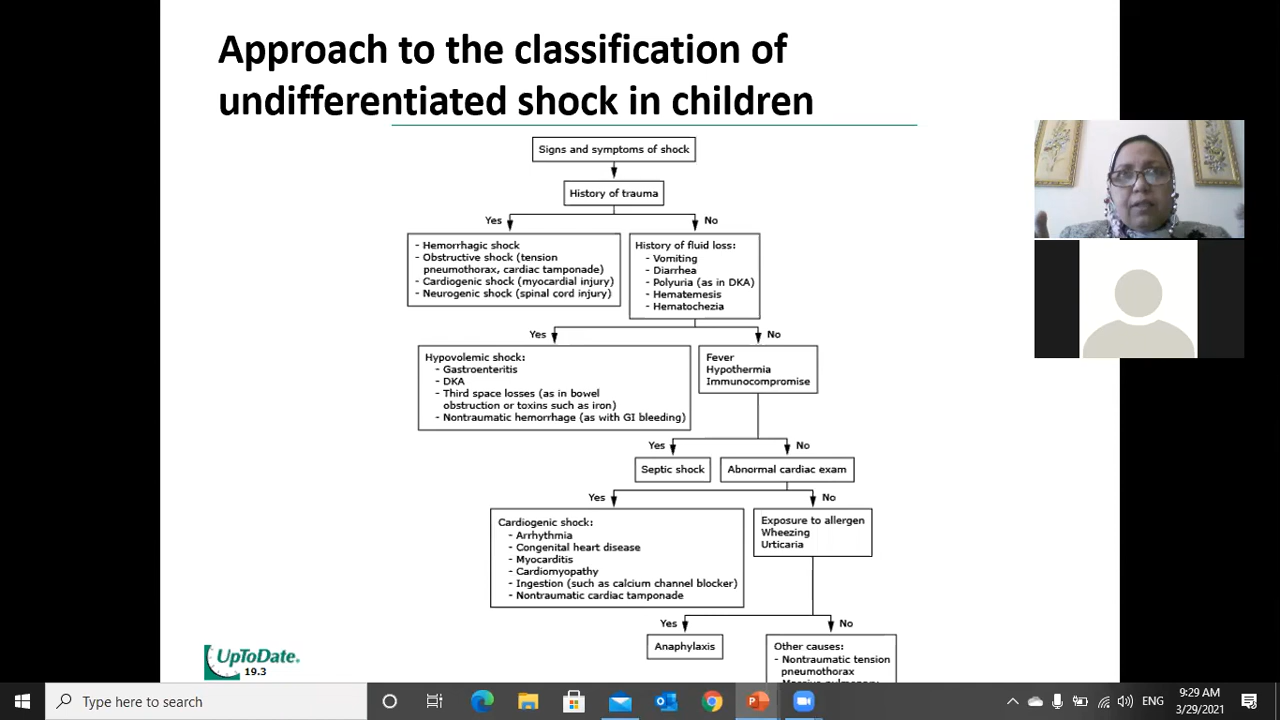 Approach to the classification of
undifferentiated shock in children
Signs and symptoms of shock
History of trauma
Yes
No
- Hemorrhagic shock
- Obstructive shock (tension
pneumothorax, cardiac tamponade)
- Cardiogenic shock (myocardial injury)
- Neurogenic shock (spinal cord injury)
History of fluid loss:
- Vomiting
- Diarrhea
- Polyuria (as in DKA)
- Hematemesis
- Hematochezia
Yes
No
Hypovolemic shock:
- Gastroenteritis
- DKA
- Third space losses (as in bowel
obstruction or toxins such as iron)
- Nontraumatic hemorrhage (as with GI bleeding)
Fever
Hypothermia
Immunocompromise
Yes
No
Septic shock
Abnormal cardiac exam
Yes
No
Cardiogenic shock:
- Arrhythmia
- Congenital heart disease
- Myocarditis
- Cardiomyopathy
- Ingestion (such as calcium channel blocker)
- Nontraumatic cardiac tamponade
Exposure to allergen
Wheezing
Urticaria
Yes
No
Anaphylaxis
Other causes:
- Nontraumatic tension
pneumothorax
UpToDate
19.3
Type here to search
ENG
9:29 AM
3/29/2021